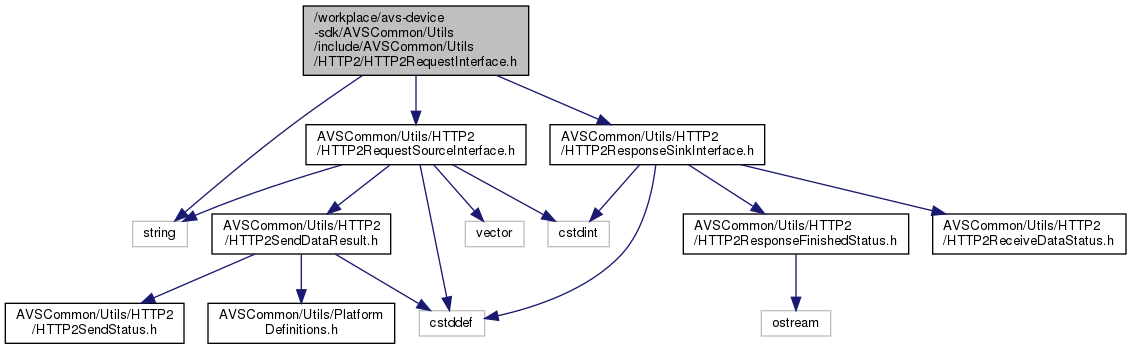 /workplace/avs-device
-sdk/AVSCommon/Utils
/include/AVSCommon/Utils
/HTTP2/HTTP2RequestInterface.h
AVSCommon/Utils/HTTP2
/HTTP2RequestSourceInterface.h
AVSCommon/Utils/HTTP2
/HTTP2ResponseSinkInterface.h
string
AVSCommon/Utils/HTTP2
/HTTP2SendDataResult.h
vector
cstdint
AVSCommon/Utils/HTTP2
/HTTP2ResponseFinishedStatus.h
AVSCommon/Utils/HTTP2
/HTTP2ReceiveDataStatus.h
AVSCommon/Utils/HTTP2
/HTTP2SendStatus.h
AVSCommon/Utils/Platform
Definitions.h
cstddef
ostream